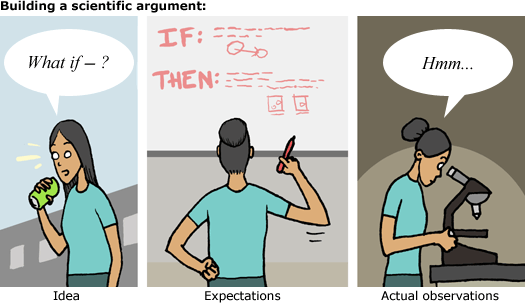 Building a scientific argument:
What if – ?
IF:
THEN:
Hmm...
Idea
Expectations
Actual observations